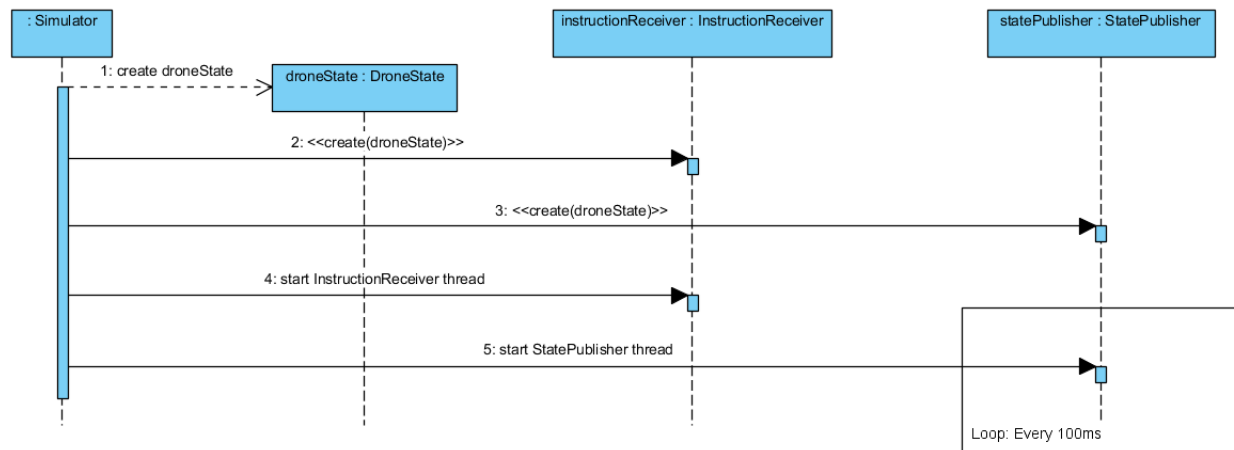 : Simulator
instructionReceiver : InstructionReceiver
statePublisher : StatePublisher
1: create droneState
droneState : DroneState
2: <<create(droneState)>>
3: <<create(droneState)>>
4: start InstructionReceiver thread
5: start StatePublisher thread
Loop: Every 100ms